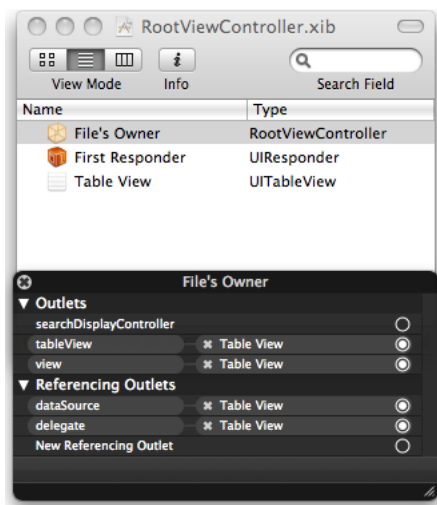 RootViewController.xib
View Mode Info Search Field
Name Type
File's Owner RootViewController
First Responder UIResponder
Table View UITableView
File's Owner
▼ Outlets
searchDisplayController
tableView ✖ Table View
view ✖ Table View
▼ Referencing Outlets
dataSource ✖ Table View
delegate ✖ Table View
New Referencing Outlet